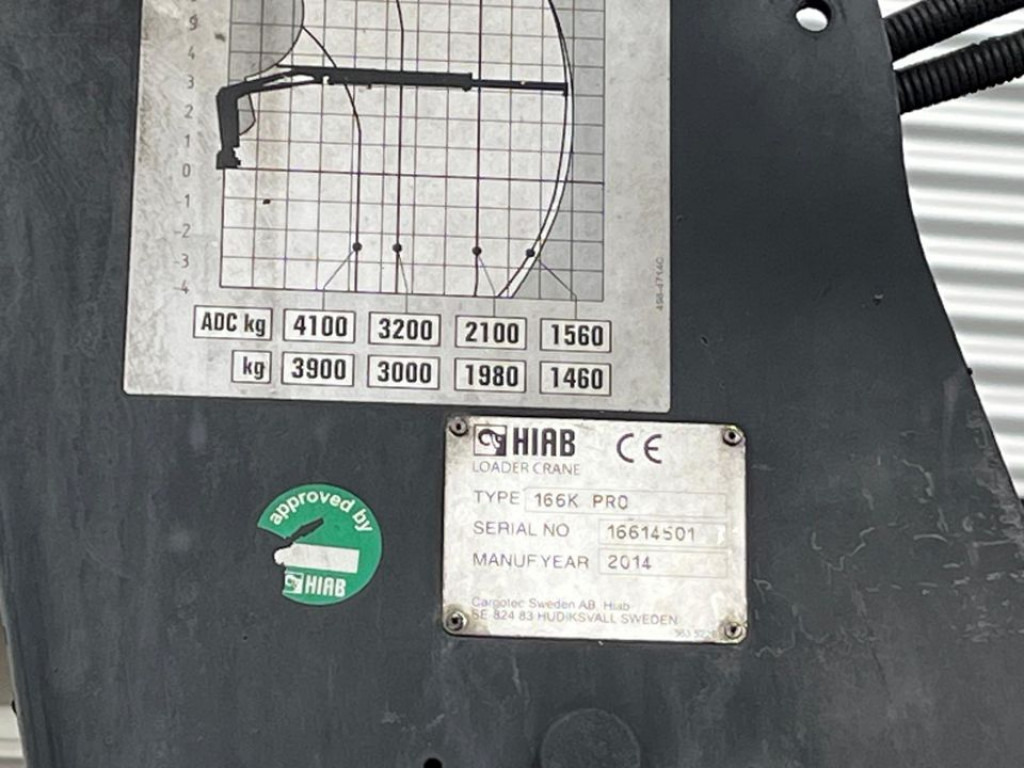 4
3
2
1
0
-1
-2
-3
-4
ADC kg 4100 3200 2100 1560
kg 3900 3000 1980 1460
HIAB CE
LOADER CRANE
TYPE 166K PRO
SERIAL NO 16614501
MANUF YEAR 2014
Cargotec Sweden AB, Hiab
SE-824 83 HUDIKSVALL SWEDEN
approved by
HIAB